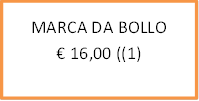 MARCA DA BOLLO
€ 16,00 ((1)